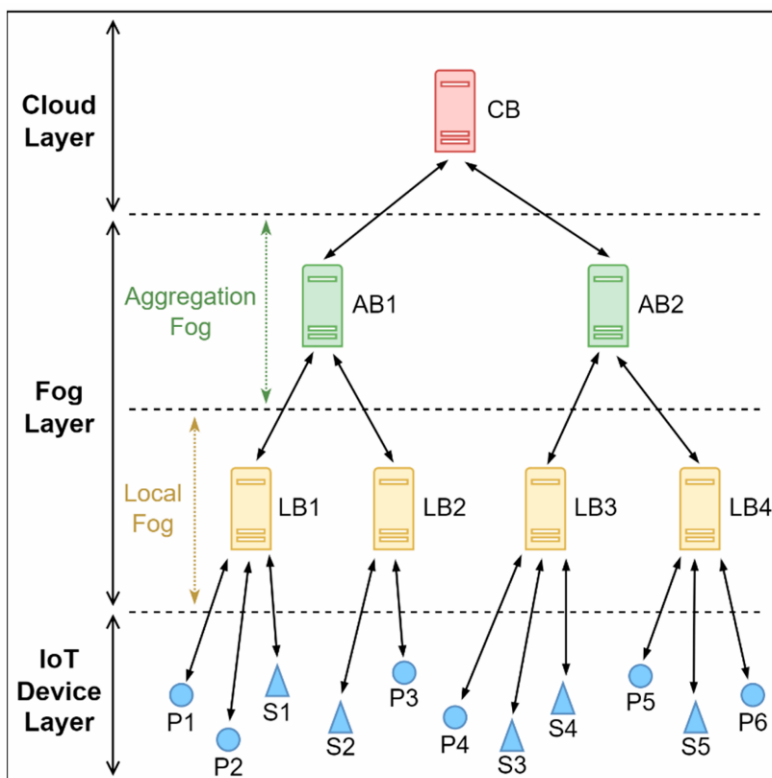 Cloud
Layer
CB
Aggregation
Fog
AB1
AB2
Fog
Layer
Local
Fog
LB1
LB2
LB3
LB4
IoT
Device
Layer
P1
P2
S1
S2
P3
P4
S3
S4
P5
S5
P6